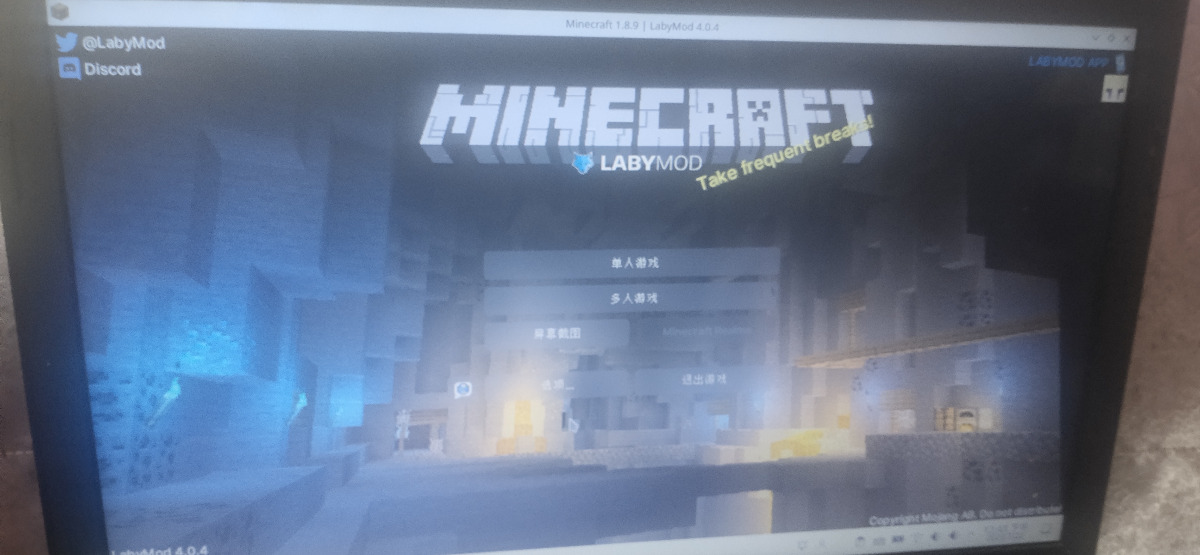 Minecraft 1.8.9 | LabyMod 4.0.4
@LabyMod
Discord
LABYMOD APP
MINECRAFT
LABYMOD
Take frequent breaks!
单人游戏
多人游戏
屏幕截图
Minecraft Realms
选项...
退出游戏
LabyMod 4.0.4
Copyright Mojang AB. Do not distribute!